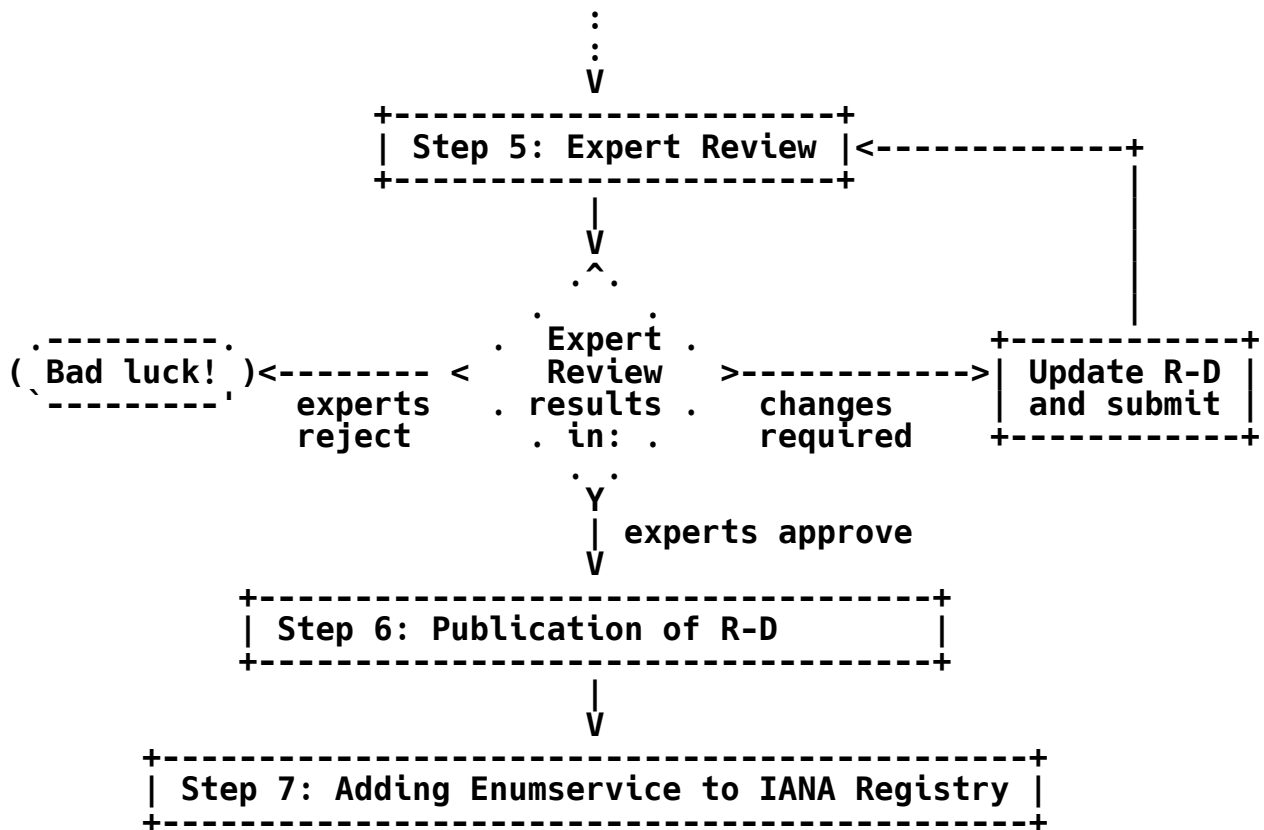 :
:
V
+-----------------------+
| Step 5: Expert Review |<-------------+
+-----------------------+              |
|                           |
V                           |
.^.                          |
.     .                        |
.---------.             .  Expert .               +------------+
( Bad luck! )<-------- <    Review   >------------>| Update R-D |
`---------'   experts   . results .   changes     | and submit |
reject      . in: .     required    +------------+
. .
Y
| experts approve
V
+-----------------------------------+
| Step 6: Publication of R-D        |
+-----------------------------------+
|
V
+---------------------------------------------+
| Step 7: Adding Enumservice to IANA Registry |
+---------------------------------------------+